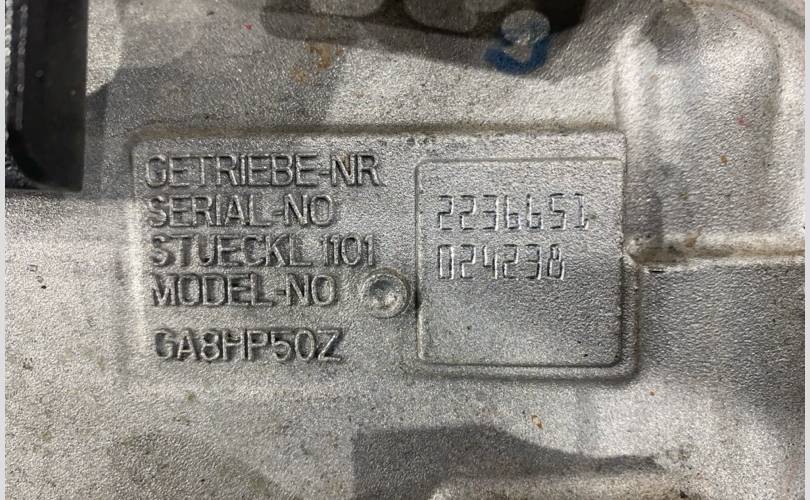 GETRIEBE-NR
SERIAL-NO 2236651
STUECKL 1101 024238
MODEL-NO
GA8HP50Z